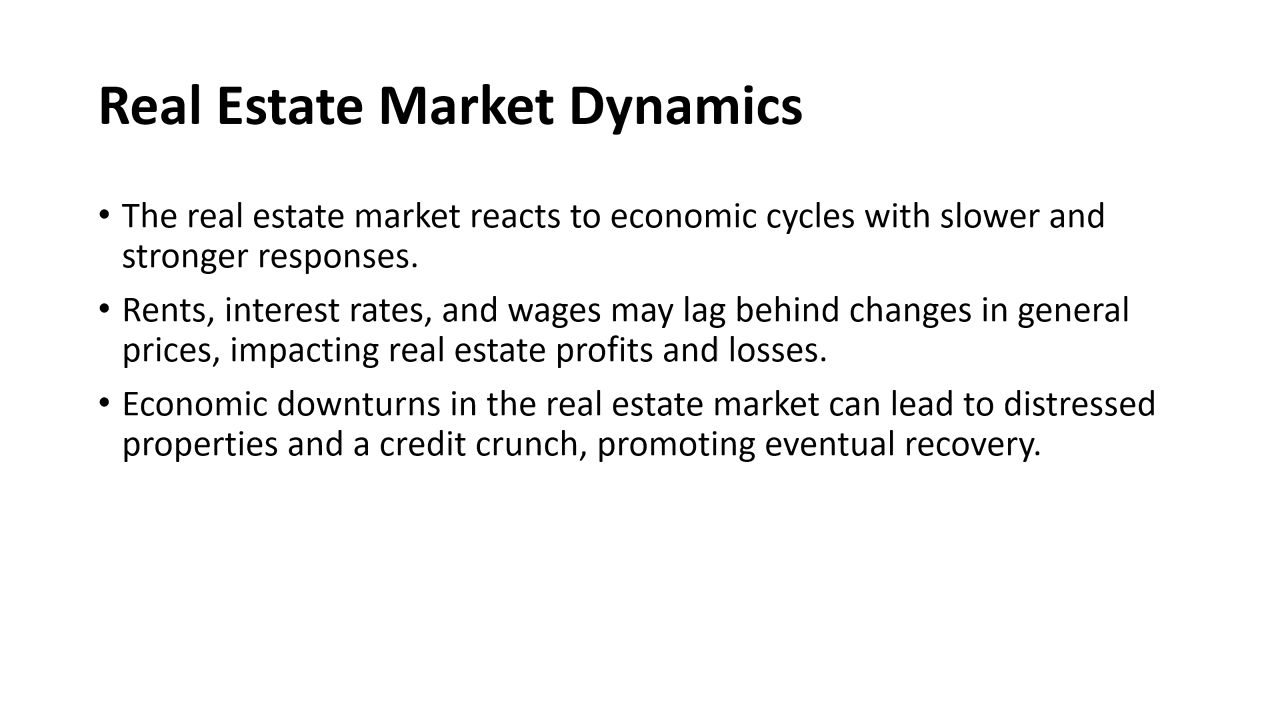 Real Estate Market Dynamics
• The real estate market reacts to economic cycles with slower and
stronger responses.
• Rents, interest rates, and wages may lag behind changes in general
prices, impacting real estate profits and losses.
• Economic downturns in the real estate market can lead to distressed
properties and a credit crunch, promoting eventual recovery.